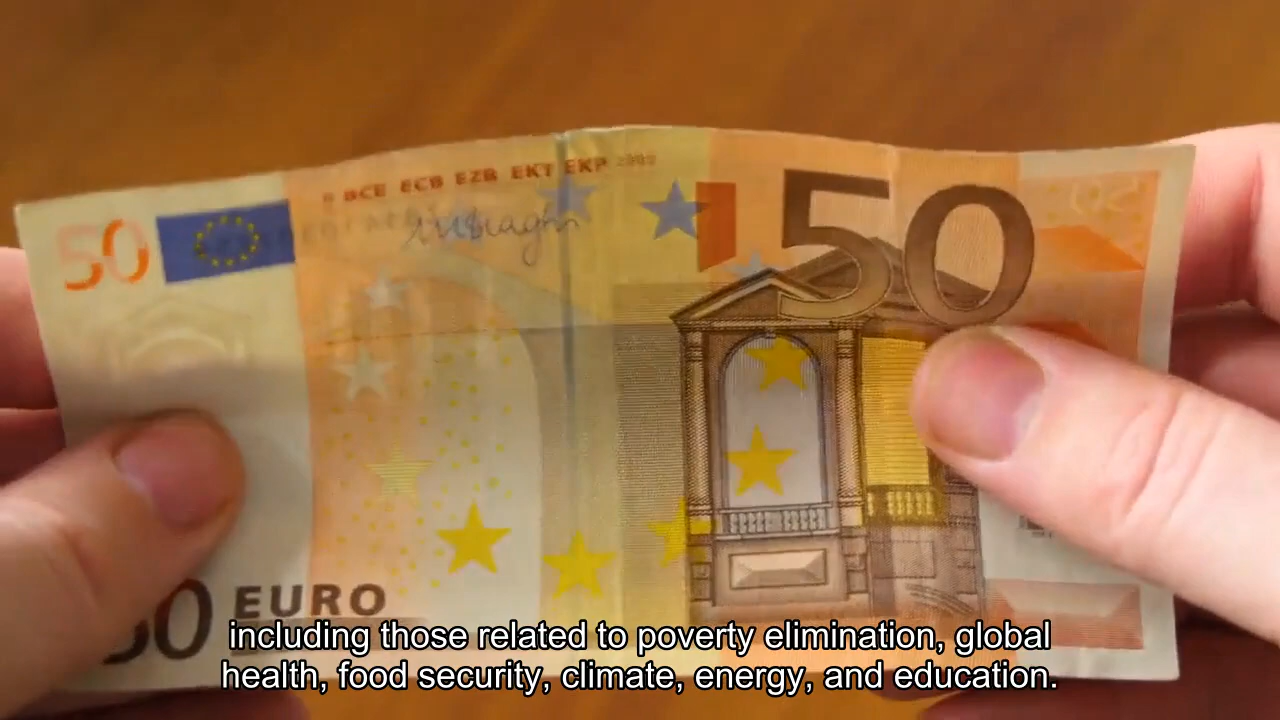 BCE ECB EZB EKT EKP
50
50
EURO
including those related to poverty elimination, global
health, food security, climate, energy, and education.